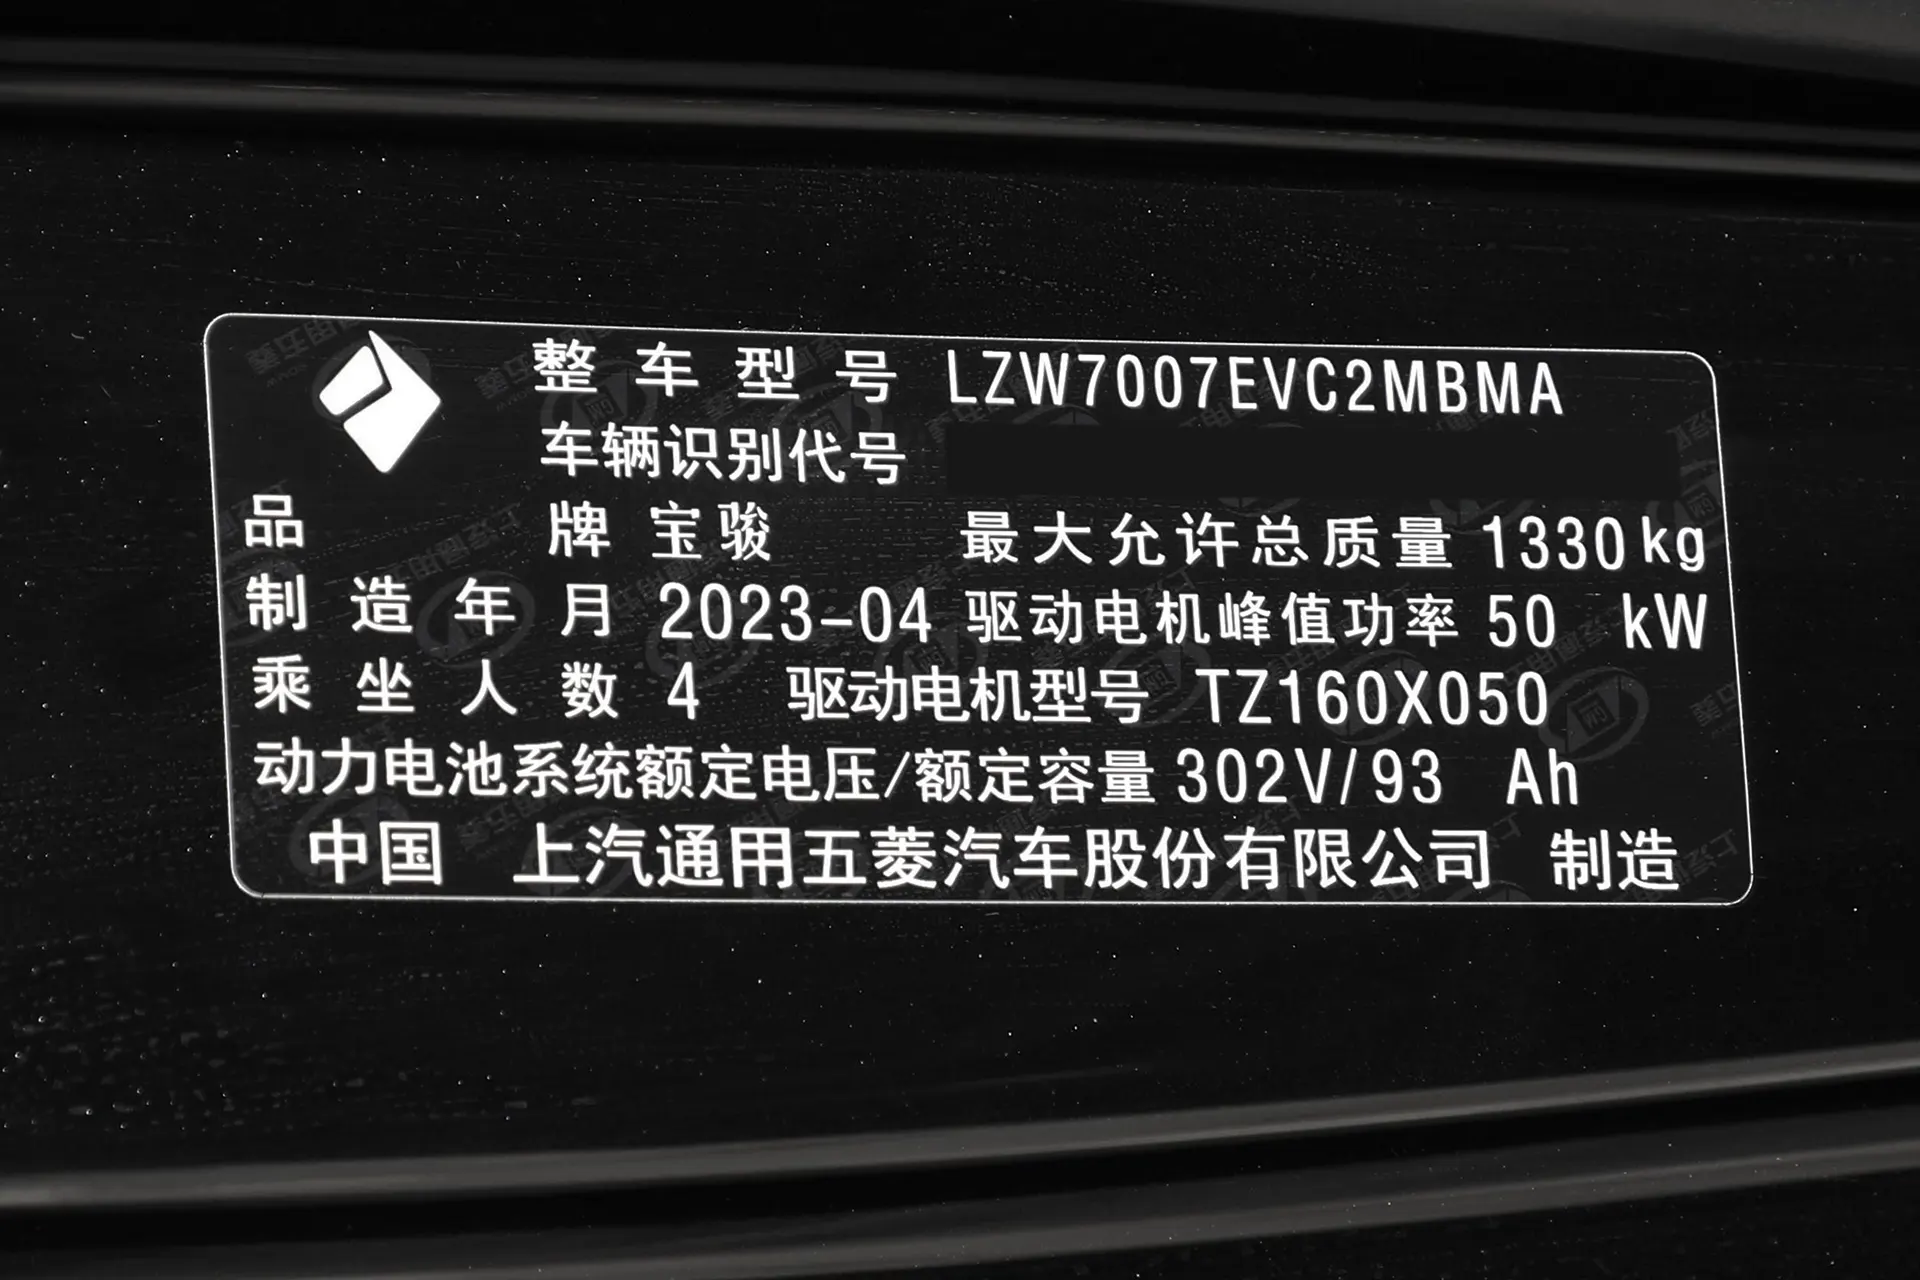 整车型号 LZW7007EVC2MBMA
车辆识别代号
品牌 宝骏 最大允许总质量 1330kg
制造年月 2023-04 驱动电机峰值功率 50 kW
乘坐人数 4 驱动电机型号 TZ160X050
动力电池系统额定电压/额定容量 302V/93 Ah
中国 上汽通用五菱汽车股份有限公司 制造